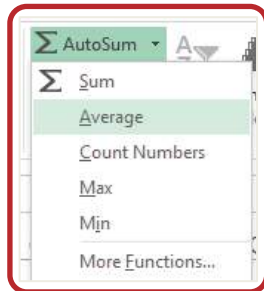 Σ AutoSum
A
Σ Sum
Average
Count Numbers
Max
Min
More Functions...